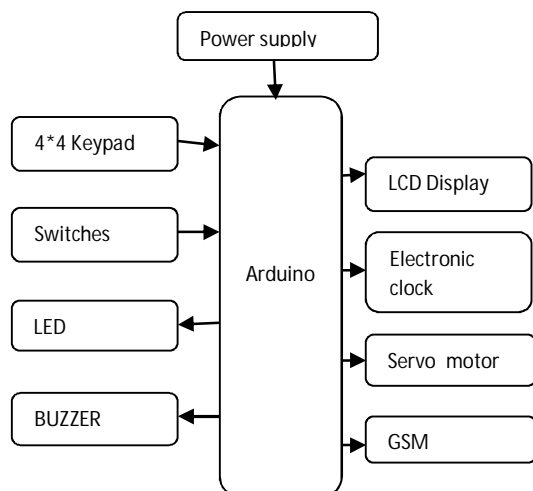 Power supply
4*4 Keypad
Switches
LED
BUZZER
Arduino
LCD Display
Electronic
clock
Servo motor
GSM